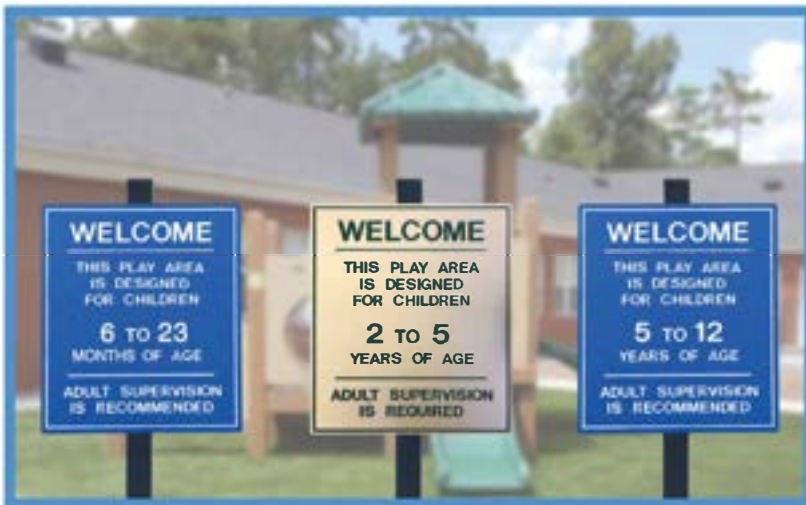 WELCOME
THIS PLAY AREA
IS DESIGNED
FOR CHILDREN
6 TO 23
MONTHS OF AGE
ADULT SUPERVISION
IS RECOMMENDED
WELCOME
THIS PLAY AREA
IS DESIGNED
FOR CHILDREN
2 TO 5
YEARS OF AGE
ADULT SUPERVISION
IS REQUIRED
WELCOME
THIS PLAY AREA
IS DESIGNED
FOR CHILDREN
5 TO 12
YEARS OF AGE
ADULT SUPERVISION
IS RECOMMENDED